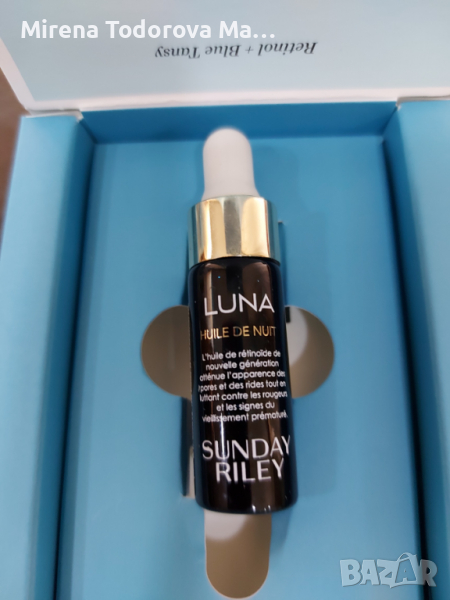 Mirena Todorova Ma...
Retinol + Blue Tansy
LUNA
HUILE DE NUIT
L'huile de rétinoïde de
nouvelle génération
atténue l'apparence des
pores et des rides tout en
luttant contre les rougeurs
et les signes du
vieillissement prématuré.
SUNDAY
RILEY
BAZAR